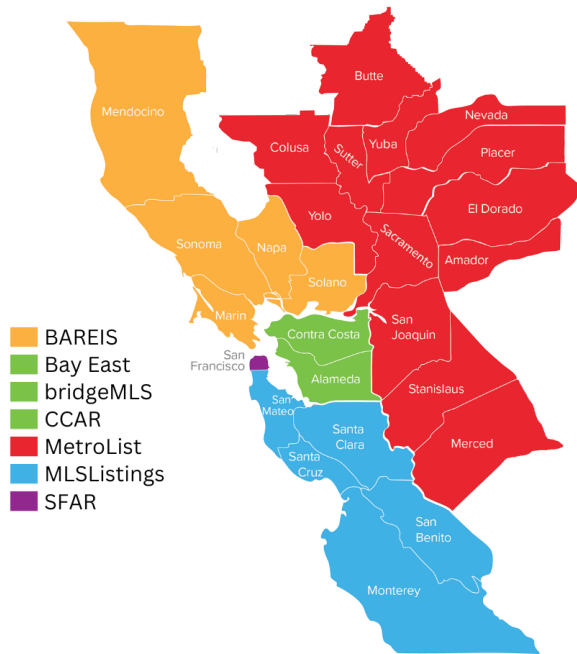 Butte
Mendocino
Nevada
Colusa
Sutter
Yuba
Placer
El Dorado
Yolo
Sonoma
Napa
Sacramento
Solano
Amador
Marin
San
Joaquin
Contra Costa
San
Francisco
Alameda
Stanislaus
San
Mateo
Santa
Clara
Merced
Santa
Cruz
San
Benito
Monterey
BAREIS
Bay East
bridgeMLS
CCAR
MetroList
MLSListings
SFAR